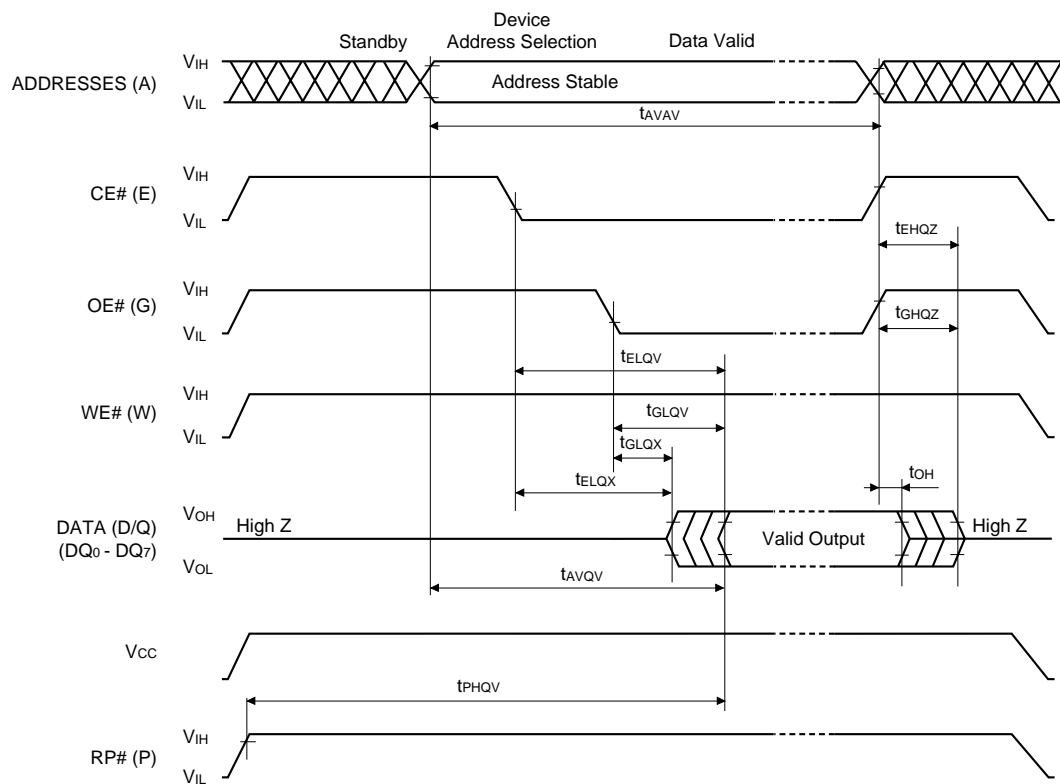 Device
Standby Address Selection Data Valid
ADDRESSES (A) VIH Address Stable
VIL
tAVAV
CE# (E) VIH
VIL
tEHQZ
OE# (G) VIH
VIL
tGHQZ
tELQV
WE# (W) VIH
VIL
tGLQV
tGLQX
tELQX
tOH
DATA (D/Q)
(DQ0 - DQ7)
VOH High Z Valid Output High Z
VOL
tAVQV
VCC
tPHQV
RP# (P) VIH
VIL